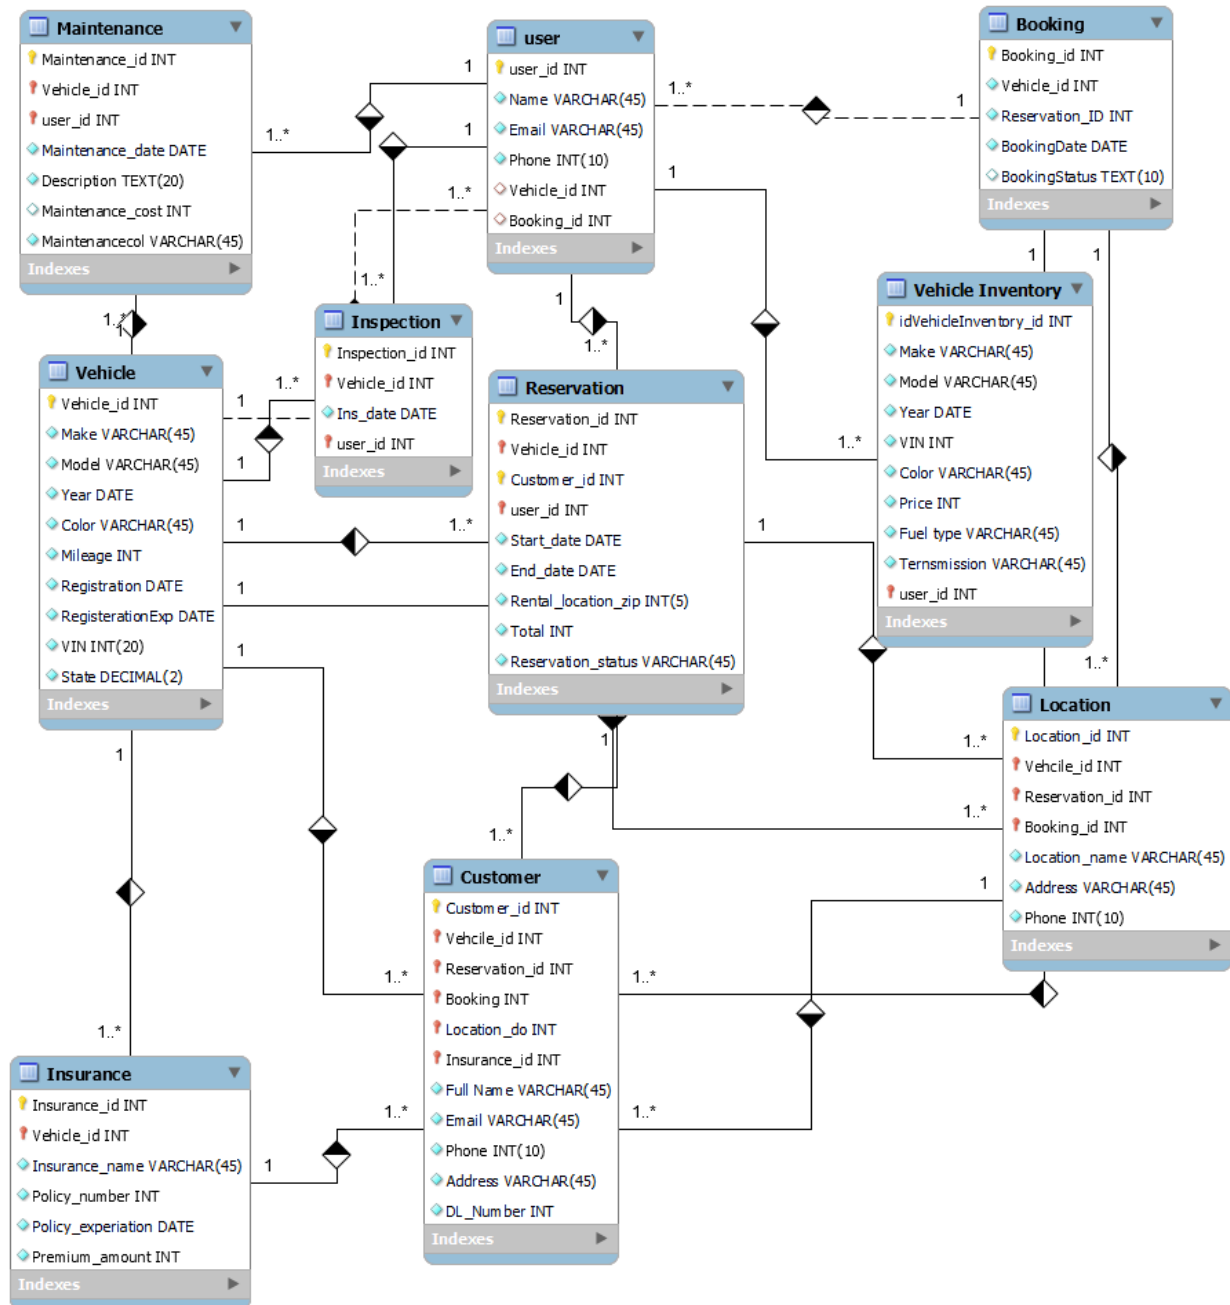 Maintenance
Maintenance_id INT
Vehicle_id INT
user_id INT
Maintenance_date DATE
Description TEXT(20)
Maintenance_cost INT
Maintenancecol VARCHAR(45)
Indexes
user
user_id INT
Name VARCHAR(45)
Email VARCHAR(45)
Phone INT(10)
Vehicle_id INT
Booking_id INT
Indexes
Booking
Booking_id INT
Vehicle_id INT
Reservation_ID INT
BookingDate DATE
BookingStatus TEXT(10)
Indexes
1
1..*
1
1..*
1..*
1..*
1
1
1
1..*
1
1
1..*
1..*
Inspection
Inspection_id INT
Vehicle_id INT
Ins_date DATE
user_id INT
Indexes
Vehicle Inventory
idVehicleInventory_id INT
Make VARCHAR(45)
Model VARCHAR(45)
Year DATE
VIN INT
Color VARCHAR(45)
Price INT
Fuel type VARCHAR(45)
Ternsmission VARCHAR(45)
user_id INT
Indexes
Vehicle
Vehicle_id INT
Make VARCHAR(45)
Model VARCHAR(45)
Year DATE
Color VARCHAR(45)
Mileage INT
Registration DATE
RegisterationExp DATE
VIN INT(20)
State DECIMAL(2)
Indexes
Reservation
Reservation_id INT
Vehicle_id INT
Customer_id INT
user_id INT
Start_date DATE
End_date DATE
Rental_location_zip INT(5)
Total INT
Reservation_status VARCHAR(45)
Indexes
1
1..*
1
1
1..*
1
1
1
1..*
1..*
1
1..*
1
1..*
Location
Location_id INT
Vehcile_id INT
Reservation_id INT
Booking_id INT
Location_name VARCHAR(45)
Address VARCHAR(45)
Phone INT(10)
Indexes
Customer
Customer_id INT
Vehcile_id INT
Reservation_id INT
Booking INT
Location_do INT
Insurance_id INT
Full Name VARCHAR(45)
Email VARCHAR(45)
Phone INT(10)
Address VARCHAR(45)
DL_Number INT
Indexes
1
1..*
1..*
1..*
1..*
1..*
1
Insurance
Insurance_id INT
Vehicle_id INT
Insurance_name VARCHAR(45)
Policy_number INT
Policy_experiation DATE
Premium_amount INT
Indexes